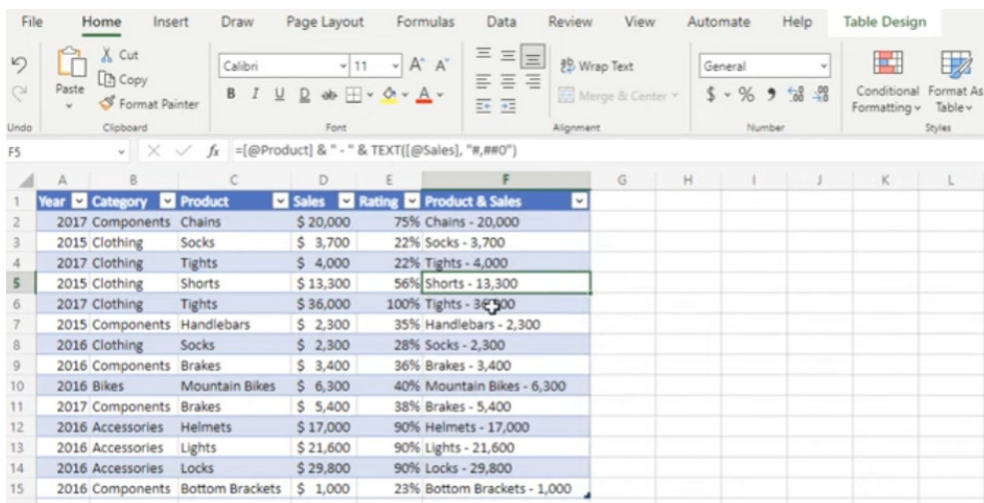 File Home Insert Draw Page Layout Formulas Data Review View Automate Help Table Design
Cut
Copy
Format Painter
Paste
Calibri 11 A A
B I U D ab A
Wrap Text
Merge & Center
General
$ % 9
Conditional Formatting
Format As Table
Undo Clipboard Font Alignment Number Styles
F5 fx =[@Product] & " - " & TEXT([@Sales], "#,##0")
A B C D E F G H I J K L
1 Year Category Product Sales Rating Product & Sales
2 2017 Components Chains $ 20,000 75% Chains - 20,000
3 2015 Clothing Socks $ 3,700 22% Socks - 3,700
4 2017 Clothing Tights $ 4,000 22% Tights - 4,000
5 2015 Clothing Shorts $ 13,300 56% Shorts - 13,300
6 2017 Clothing Tights $ 36,000 100% Tights -
7 2015 Components Handlebars $ 2,300 35% Handlebars - 2,300
8 2016 Clothing Socks $ 2,300 28% Socks - 2,300
9 2016 Components Brakes $ 3,400 36% Brakes - 3,400
10 2016 Bikes Mountain Bikes $ 6,300 40% Mountain Bikes - 6,300
11 2017 Components Brakes $ 5,400 38% Brakes - 5,400
12 2016 Accessories Helmets $ 17,000 90% Helmets - 17,000
13 2016 Accessories Lights $ 21,600 90% Lights - 21,600
14 2016 Accessories Locks $ 29,800 90% Locks - 29,800
15 2016 Components Bottom Brackets $ 1,000 23% Bottom Brackets - 1,000